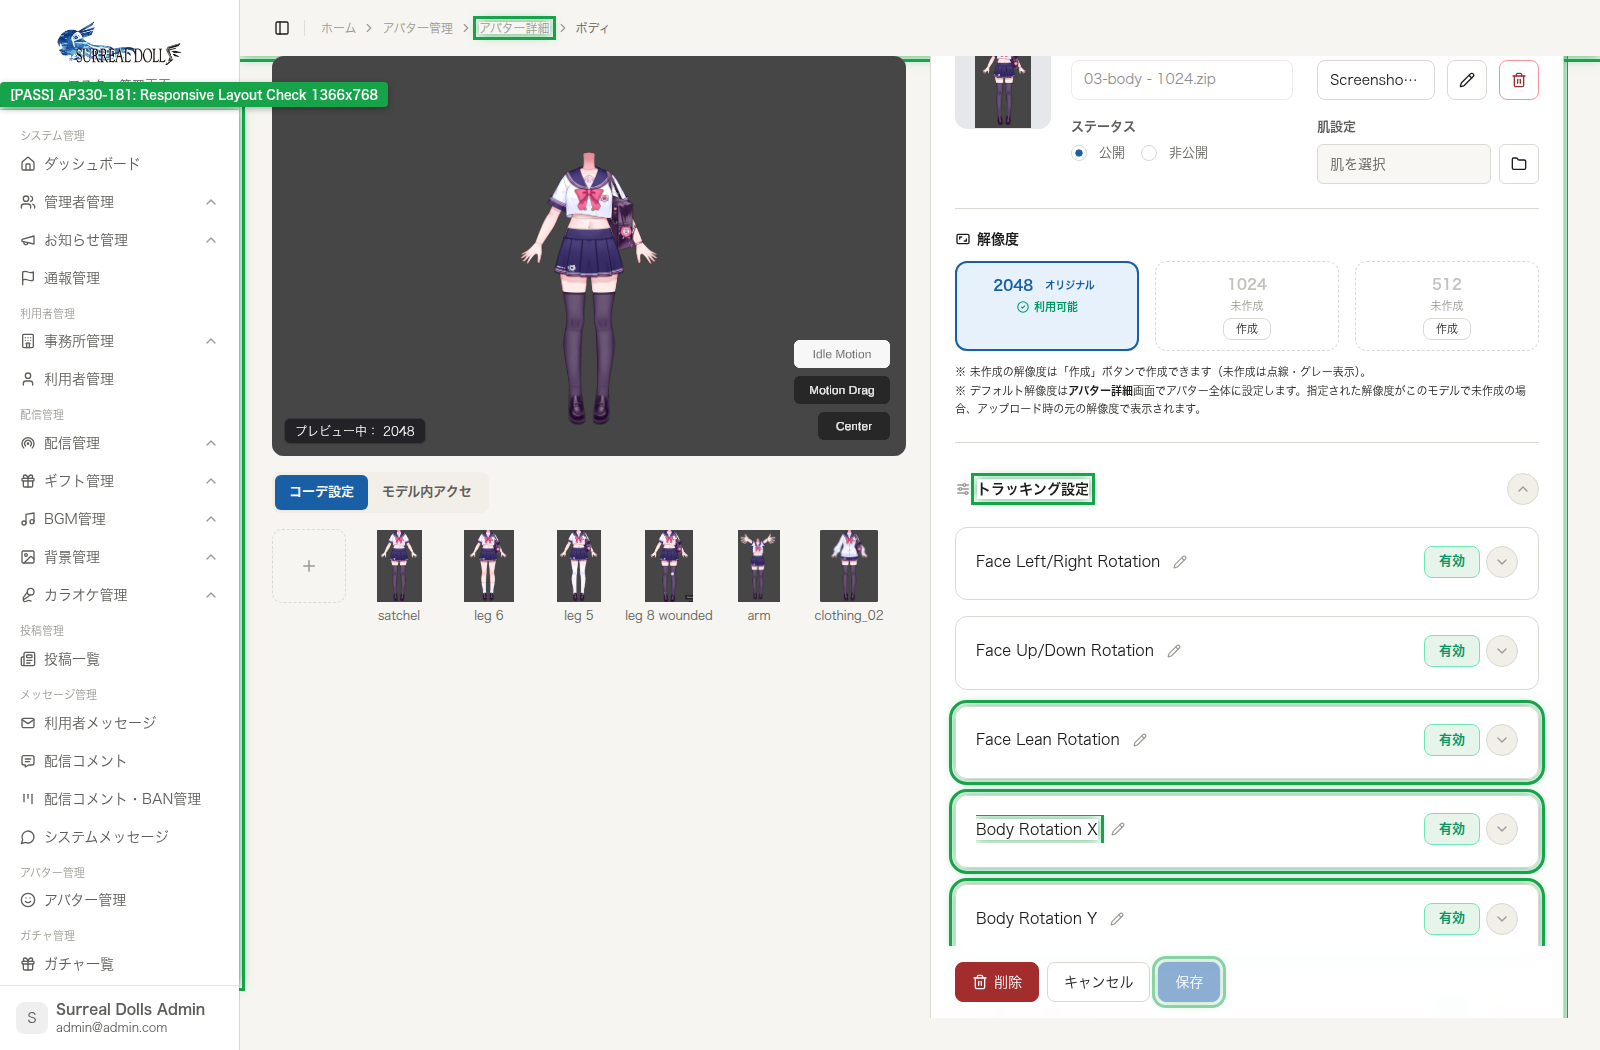 SURREAL DOLL
[PASS] AP330-181: Responsive Layout Check 1366x768
システム管理
ダッシュボード
管理者管理
お知らせ管理
通報管理
利用者管理
事務所管理
利用者管理
配信管理
配信管理
ギフト管理
BGM管理
背景管理
カラオケ管理
投稿管理
投稿一覧
メッセージ管理
利用者メッセージ
配信コメント
配信コメント・BAN管理
システムメッセージ
アバター管理
アバター管理
ガチャ管理
ガチャ一覧
S
Surreal Dolls Admin
admin@admin.com
ホーム
アバター管理
アバター詳細
ボディ
Idle Motion
Motion Drag
Center
プレビュー中： 2048
コーデ設定
モデル内アクセ
satchel
leg 6
leg 5
leg 8 wounded
arm
clothing_02
03-body - 1024.zip
Screensho…
ステータス
公開
非公開
肌設定
肌を選択
解像度
2048 オリジナル
利用可能
1024
未作成
作成
512
未作成
作成
※ 未作成の解像度は「作成」ボタンで作成できます（未作成は点線・グレー表示）。
※ デフォルト解像度はアバター詳細画面でアバター全体に設定します。指定された解像度がこのモデルで未作成の場
合、アップロード時の元の解像度で表示されます。
トラッキング設定
Face Left/Right Rotation
有効
Face Up/Down Rotation
有効
Face Lean Rotation
有効
Body Rotation X
有効
Body Rotation Y
有効
削除
キャンセル
保存